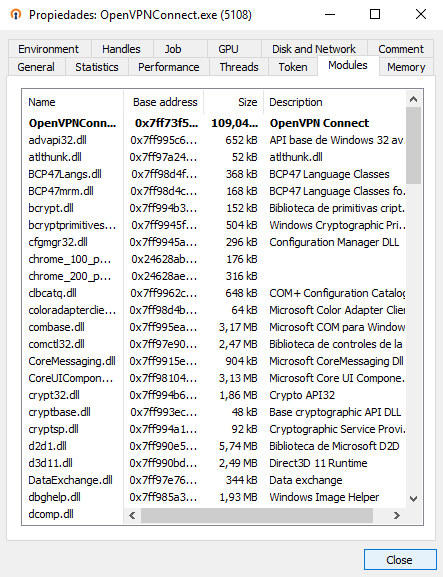 Propiedades: OpenVPNConnect.exe (5108)
Environment Handles Job GPU Disk and Network Comment
General Statistics Performance Threads Token Modules Memory
Name Base address Size Description
OpenVPNConn... 0x7ff73f5... 109,04... OpenVPN Connect
advapi32.dll 0x7ff995c6... 652 kB API base de Windows 32 av...
atlthunk.dll 0x7ff97a24... 52 kB atlthunk.dll
BCP47Langs.dll 0x7ff98d4f... 368 kB BCP47 Language Classes
BCP47mrm.dll 0x7ff98d4c... 168 kB BCP47 Language Classes fo...
bcrypt.dll 0x7ff994b3... 152 kB Biblioteca de primitivas cript...
bcryptprimitives... 0x7ff9945f... 504 kB Windows Cryptographic Pri...
cfgmgr32.dll 0x7ff9945a... 296 kB Configuration Manager DLL
chrome_100_p... 0x24628ab... 176 kB
chrome_200_p... 0x24628ae... 316 kB
clbcatq.dll 0x7ff9962c... 648 kB COM+ Configuration Catalog
coloradapterclie... 0x7ff98d4b... 64 kB Microsoft Color Adapter Clier
combase.dll 0x7ff995ea... 3,17 MB Microsoft COM para Window
comctl32.dll 0x7ff97e90... 2,47 MB Biblioteca de controles de la
CoreMessaging.dll 0x7ff9915e... 904 kB Microsoft CoreMessaging Dll
CoreUICompon... 0x7ff98104... 3,13 MB Microsoft Core UI Compone...
crypt32.dll 0x7ff994b6... 1,86 MB Crypto API32
cryptbase.dll 0x7ff993ec... 48 kB Base cryptographic API DLL
cryptsp.dll 0x7ff994a1... 92 kB Cryptographic Service Provi...
d2d1.dll 0x7ff990e5... 5,74 MB Biblioteca de Microsoft D2D
d3d11.dll 0x7ff990bd... 2,49 MB Direct3D 11 Runtime
DataExchange.dll 0x7ff97e76... 344 kB Data exchange
dbghelp.dll 0x7ff985a3... 1,93 MB Windows Image Helper
dcomp.dll
Close